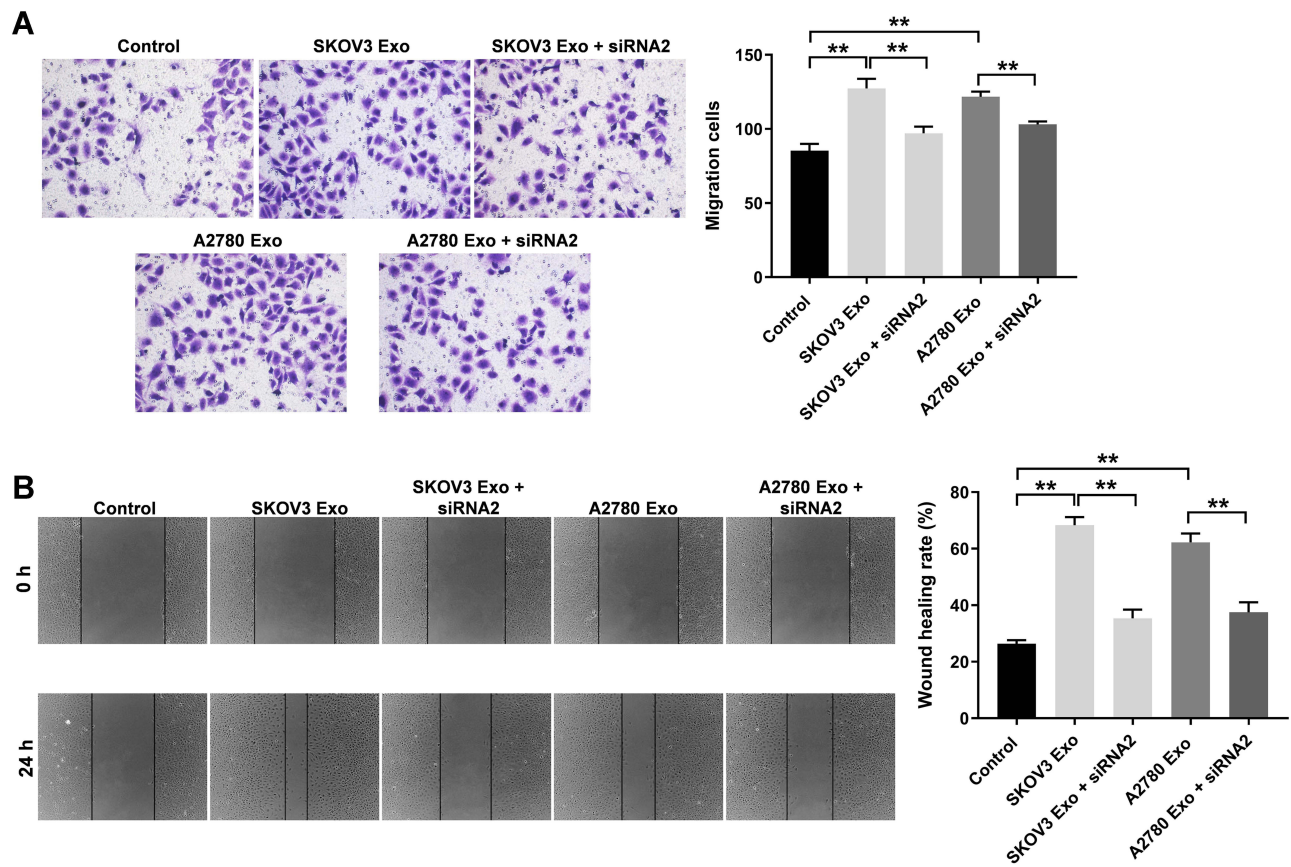 A
Control
SKOV3 Exo
SKOV3 Exo + siRNA2
A2780 Exo
A2780 Exo + siRNA2
**
** **
**
150
100
50
0
Migration cells
Control
SKOV3 Exo
SKOV3 Exo + siRNA2
A2780 Exo
A2780 Exo + siRNA2
B
Control
SKOV3 Exo
SKOV3 Exo +
siRNA2
A2780 Exo
A2780 Exo +
siRNA2
0 h
24 h
**
** **
**
80
60
40
20
0
Wound healing rate (%)
Control
SKOV3 Exo
SKOV3 Exo + siRNA2
A2780 Exo
A2780 Exo + siRNA2